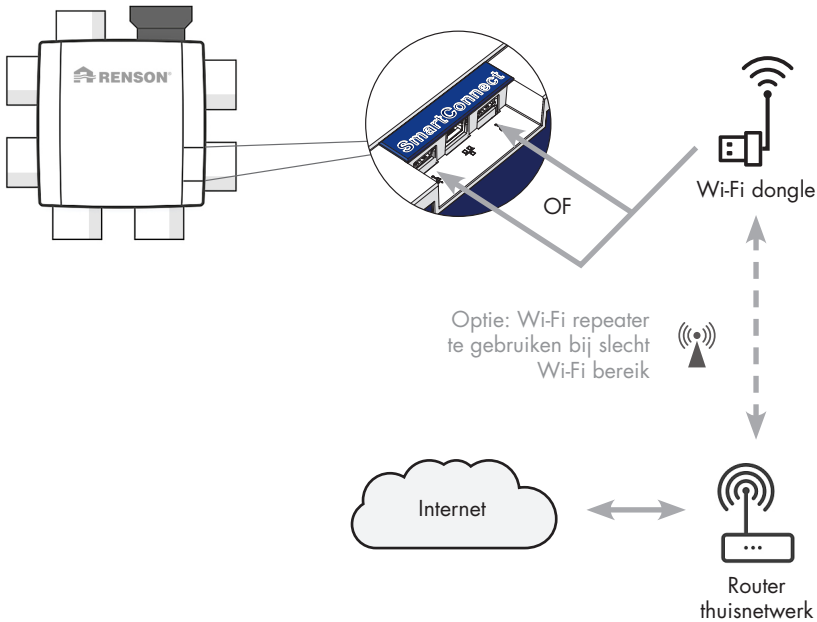 RENSON
SmartConnect
OF
Wi-Fi dongle
Optie: Wi-Fi repeater
te gebruiken bij slecht
Wi-Fi bereik
Internet
Router
thuisnetwerk